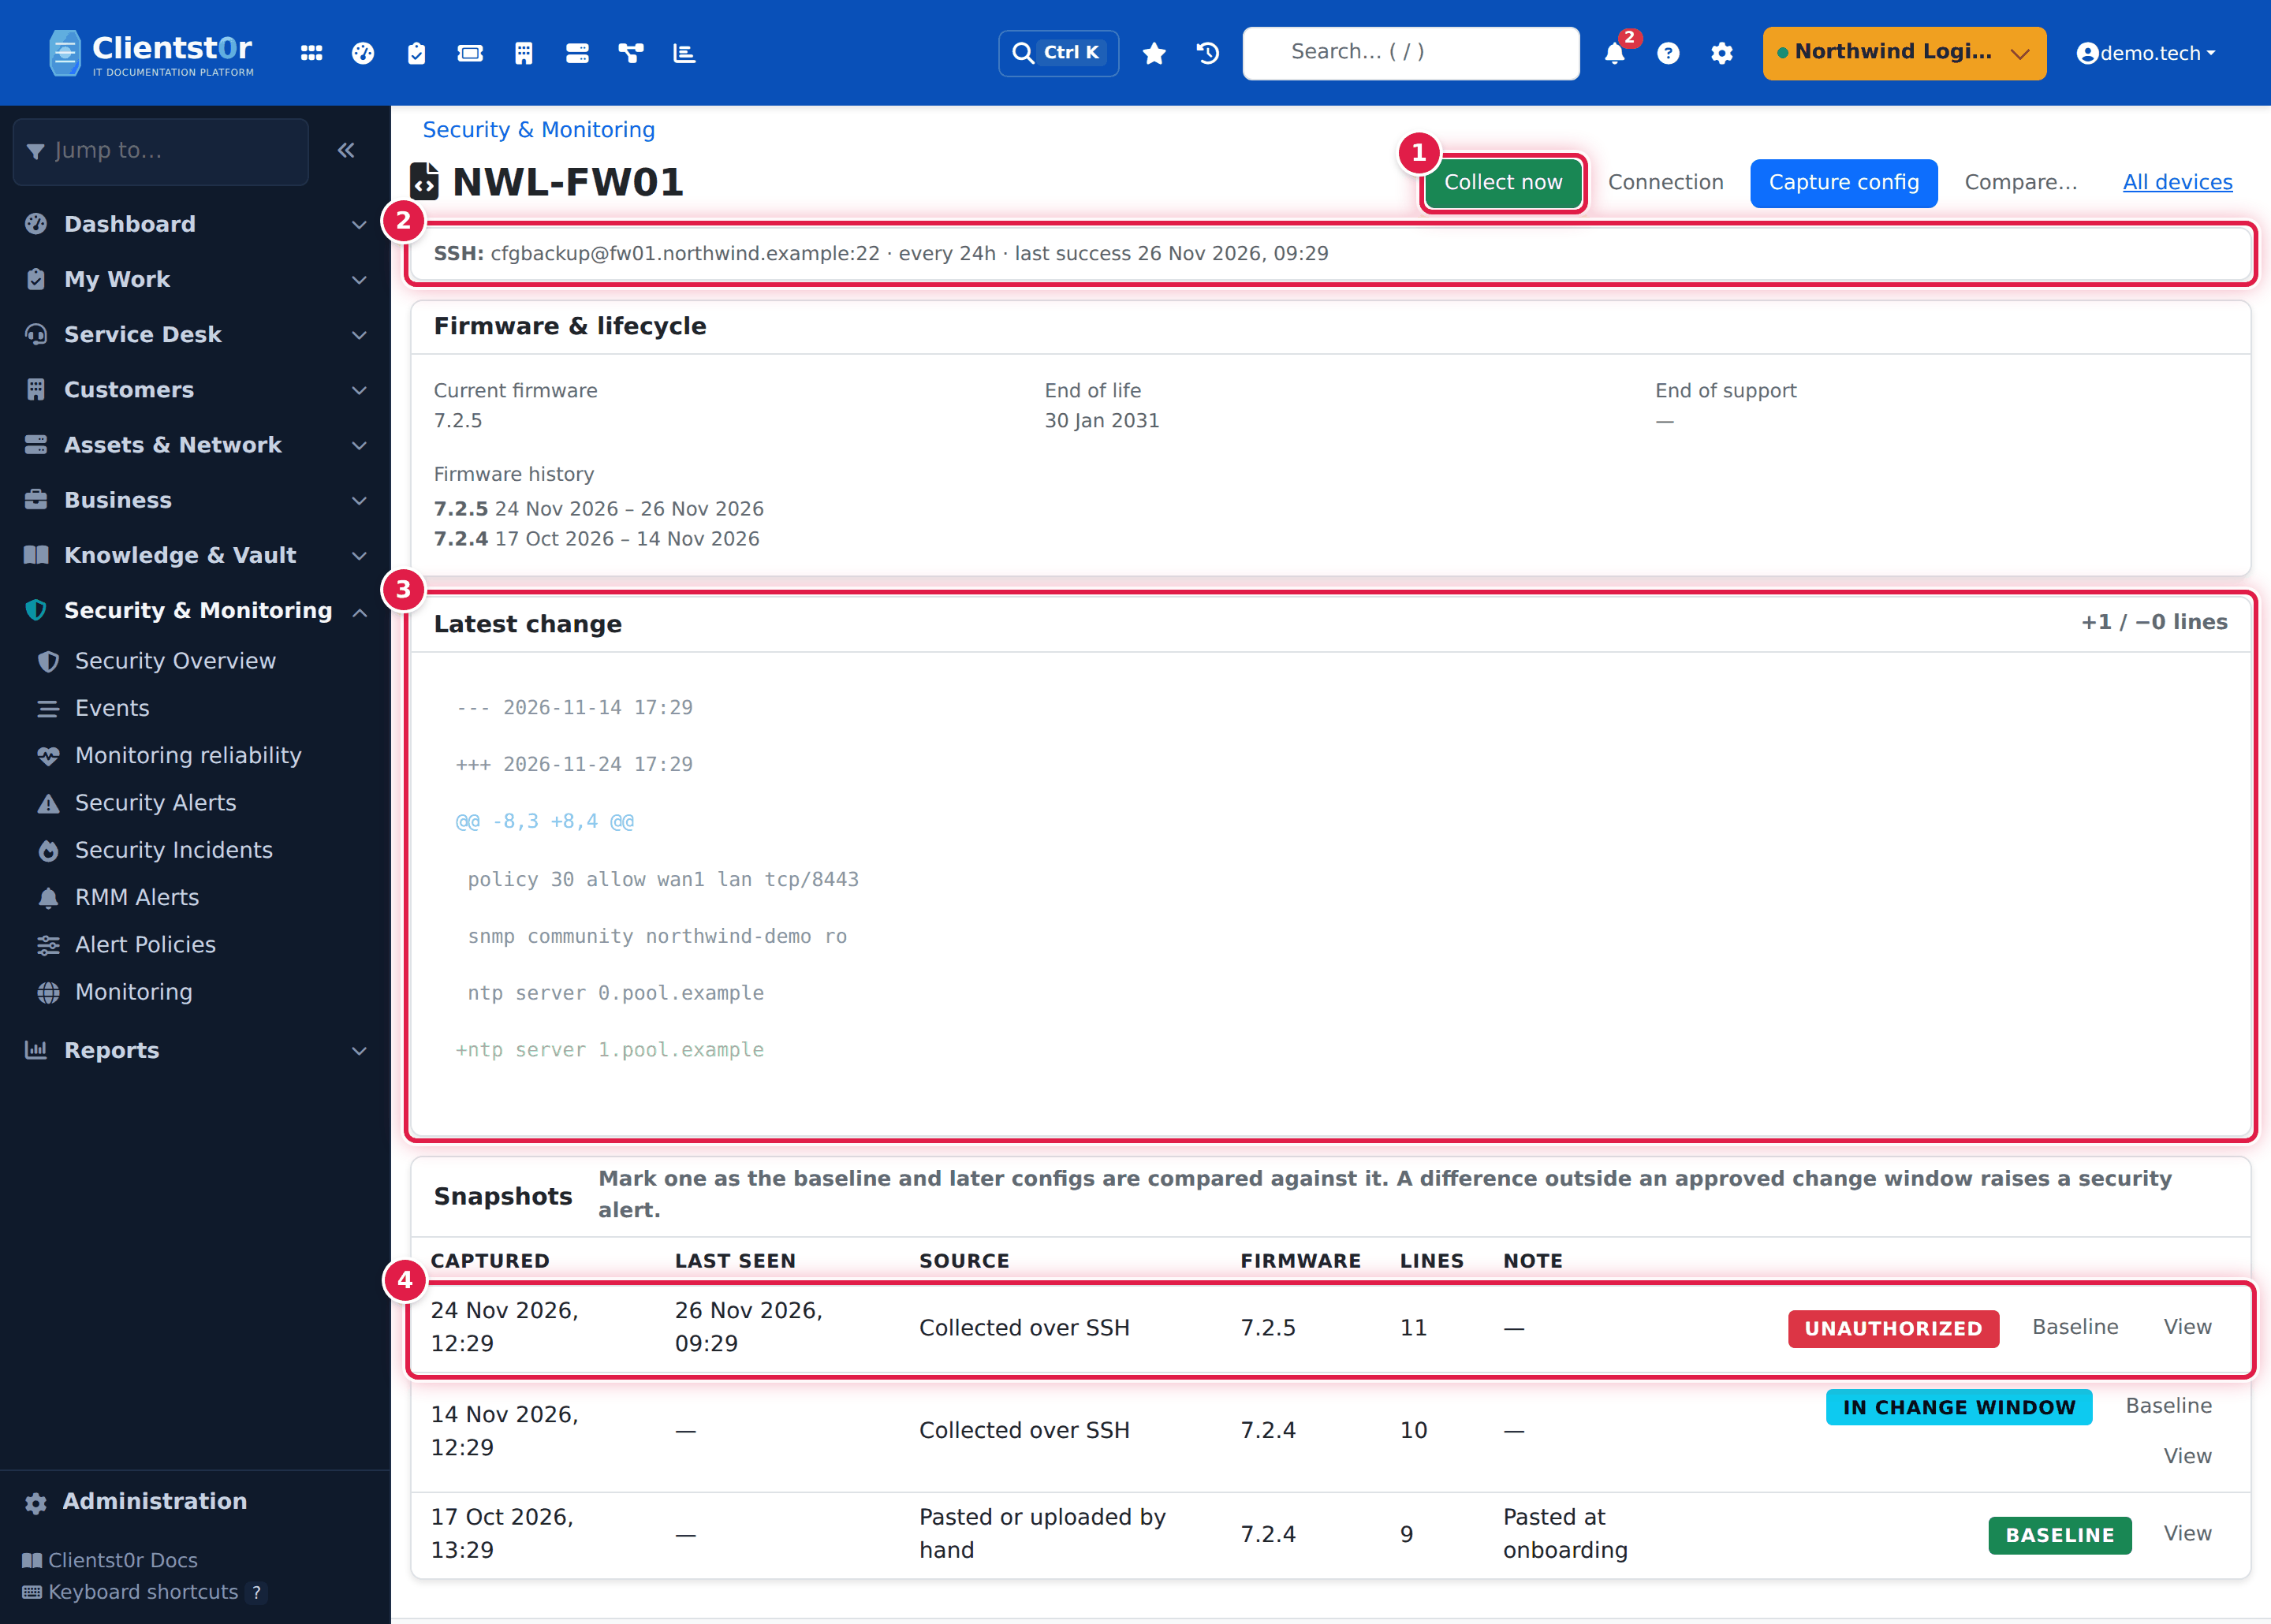 Clientst0r
IT DOCUMENTATION PLATFORM
Ctrl K
Search... ( / )
2
Northwind Logi...
demo.tech
Jump to...
Dashboard
My Work
Service Desk
Customers
Assets & Network
Business
Knowledge & Vault
Security & Monitoring
Security Overview
Events
Monitoring reliability
Security Alerts
Security Incidents
RMM Alerts
Alert Policies
Monitoring
Reports
Administration
Clientst0r Docs
Keyboard shortcuts ?
Security & Monitoring
NWL-FW01
1
Collect now
Connection
Capture config
Compare...
All devices
2
SSH: cfgbackup@fw01.northwind.example:22 · every 24h · last success 26 Nov 2026, 09:29
Firmware & lifecycle
Current firmware
7.2.5
End of life
30 Jan 2031
End of support
—
Firmware history
7.2.5 24 Nov 2026 – 26 Nov 2026
7.2.4 17 Oct 2026 – 14 Nov 2026
3
Latest change
+1 / −0 lines
--- 2026-11-14 17:29
+++ 2026-11-24 17:29
@@ -8,3 +8,4 @@
policy 30 allow wan1 lan tcp/8443
snmp community northwind-demo ro
ntp server 0.pool.example
+ntp server 1.pool.example
Snapshots
Mark one as the baseline and later configs are compared against it. A difference outside an approved change window raises a security
alert.
CAPTURED LAST SEEN SOURCE FIRMWARE LINES NOTE
4
24 Nov 2026,
12:29
26 Nov 2026,
09:29
Collected over SSH
7.2.5
11
—
UNAUTHORIZED
Baseline
View
14 Nov 2026,
12:29
—
Collected over SSH
7.2.4
10
—
IN CHANGE WINDOW
Baseline
View
17 Oct 2026,
13:29
—
Pasted or uploaded by
hand
7.2.4
9
Pasted at
onboarding
BASELINE
View